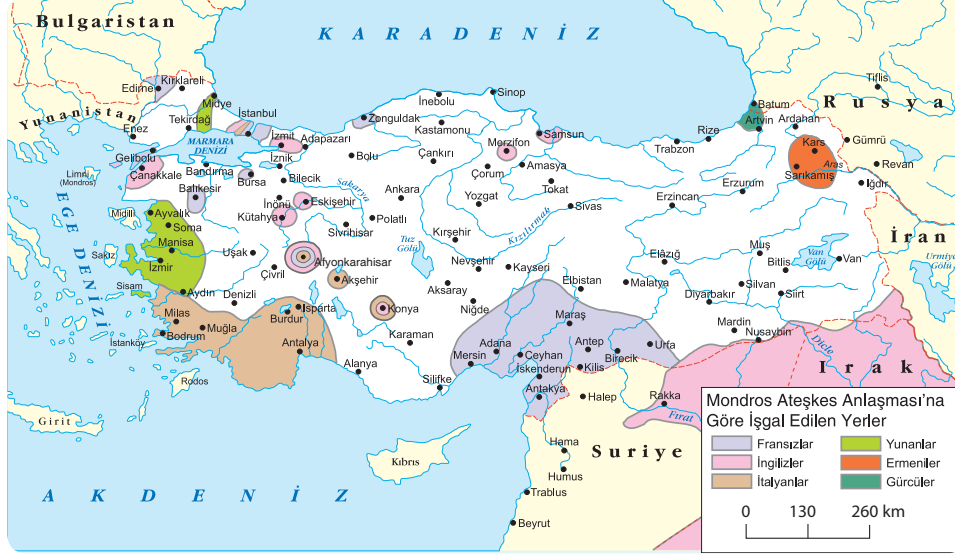 Bulgaristan
K A R A D E N İ Z
Tiflis
Rusya
Edirne
Kırklareli
Midye
Sinop
İnebolu
Batum
Yunanistan
Enez
Tekirdağ
İstanbul
Zonguldak
Kastamonu
Samsun
Rize
Trabzon
Artvin
Ardahan
Kars
Gümrü
MARMARA
DENİZİ
İzmit
Adapazarı
Bolu
Çankırı
Merzifon
Çorum
Amasya
Gelibolu
Çanakkale
Bandırma
İznik
Bilecik
Bursa
Balıkesir
Sakarya
Ankara
Yozgat
Tokat
Aras
Sarıkamış
Revan
Iğdır
Limni
(Mondros)
İnönü
Eskişehir
Kütahya
Polatlı
Sivrihisar
Kızılırmak
Sivas
Erzincan
Erzurum
EGE DENİZİ
Midilli
Ayvalık
Soma
Manisa
İzmir
Sakız
Uşak
Çivril
Afyonkarahisar
Akşehir
Tuz
Gölü
Kırşehir
Nevşehir
Kayseri
Aksaray
Niğde
Elbistan
Malatya
Elâzığ
Muş
Bitlis
Van
Gölü
Van
İran
Urmiye
Gölü
Silvan
Siirt
Diyarbakır
Sisam
Aydın
Denizli
Isparta
Burdur
Konya
Karaman
Maraş
Mardin
Nusaybin
Milas
Muğla
Bodrum
İstanköy
Antalya
Alanya
Silifke
Mersin
Adana
Ceyhan
İskenderun
Antep
Birecik
Urfa
Kilis
Antakya
Dicle
Irak
Rodos
Halep
Rakka
Fırat
Girit
Kıbrıs
Hama
Humus
Suriye
A K D E N İ Z
Trablus
Beyrut
Mondros Ateşkes Anlaşması’na
Göre İşgal Edilen Yerler
Fransızlar
Yunanlar
İngilizler
Ermeniler
İtalyanlar
Gürcüler
0 130 260 km